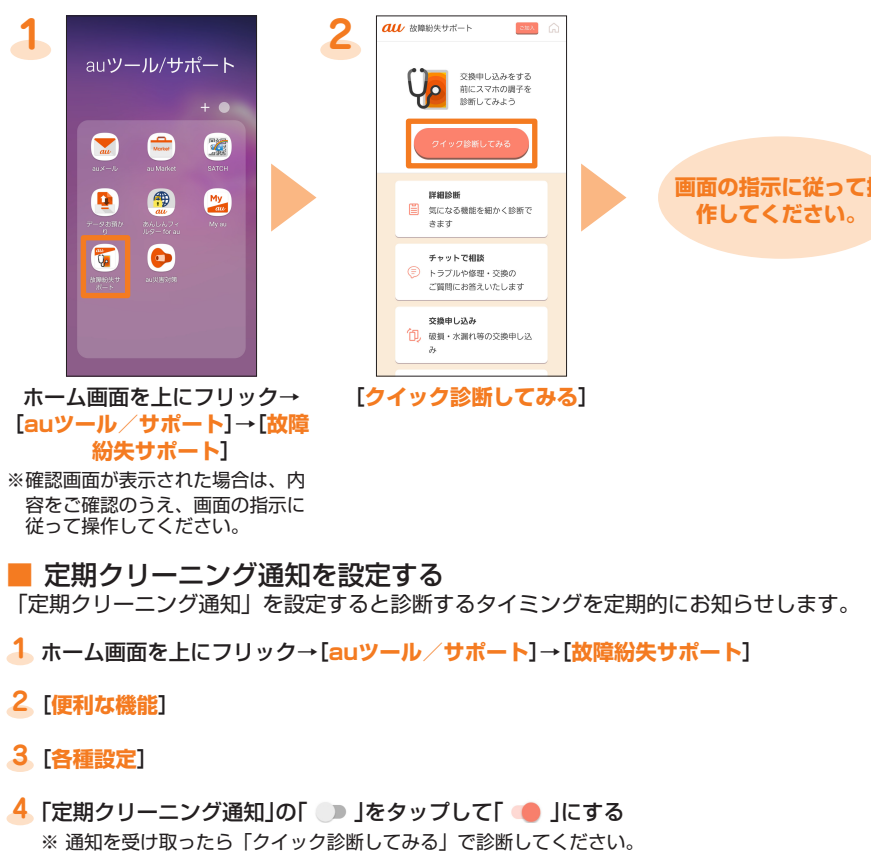 1
auツール/サポート
+
au
auメール
Market
au Market
SATCH
データお預か
り
au
あんしんフィ
ルター for au
My
au
My au
au
故障紛失サ
ポート
au災害対策
2
au 故障紛失サポート
ご加入
交換申し込みをする
前にスマホの調子を
診断してみよう
クイック診断してみる
詳細診断
気になる機能を細かく診断で
きます
チャットで相談
トラブルや修理・交換の
ご質問にお答えいたします
交換申し込み
破損・水漏れ等の交換申し込
み
画面の指示に従って操
作してください。
ホーム画面を上にフリック→
[auツール／サポート]→[故障
紛失サポート]
※確認画面が表示された場合は、内
容をご確認のうえ、画面の指示に
従って操作してください。
[クイック診断してみる]
■ 定期クリーニング通知を設定する
「定期クリーニング通知」を設定すると診断するタイミングを定期的にお知らせします。
1 ホーム画面を上にフリック→[auツール／サポート]→[故障紛失サポート]
2 [便利な機能]
3 [各種設定]
4 「定期クリーニング通知」の「 」をタップして「 」にする
※ 通知を受け取ったら「クイック診断してみる」で診断してください。